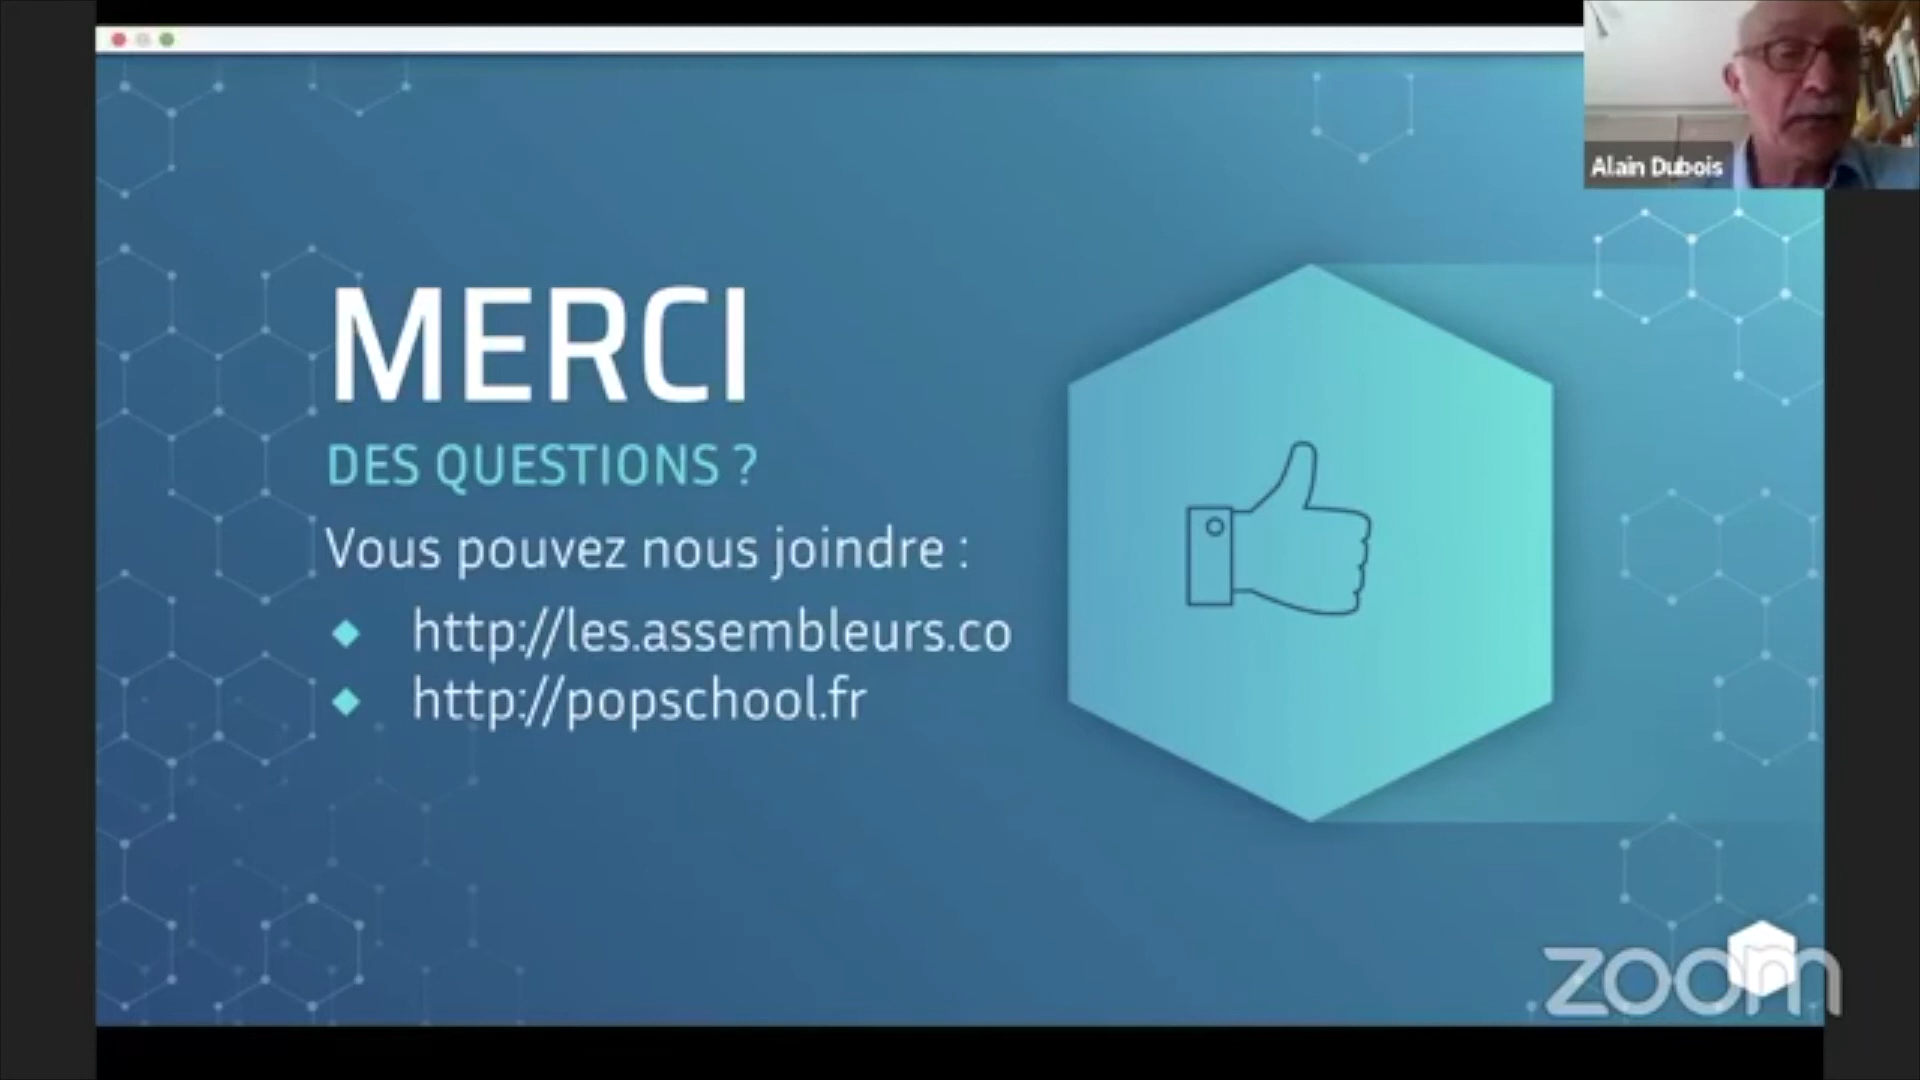 Alain Dubois
MERCI
DES QUESTIONS ?
Vous pouvez nous joindre :
http://les.assembleurs.co
http://popschool.fr
zoom